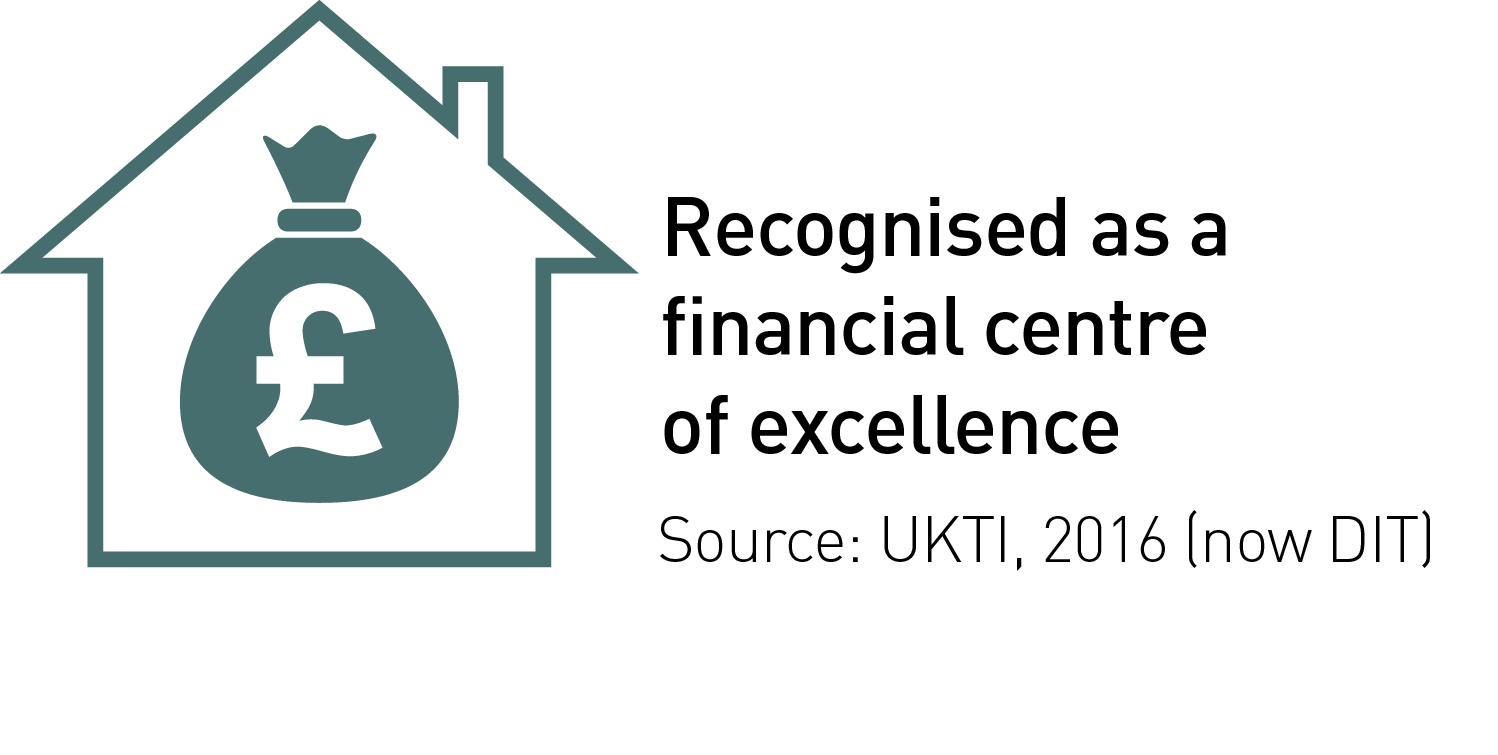 £
Recognised as a
financial centre
of excellence
Source: UKTI, 2016 (now DIT)